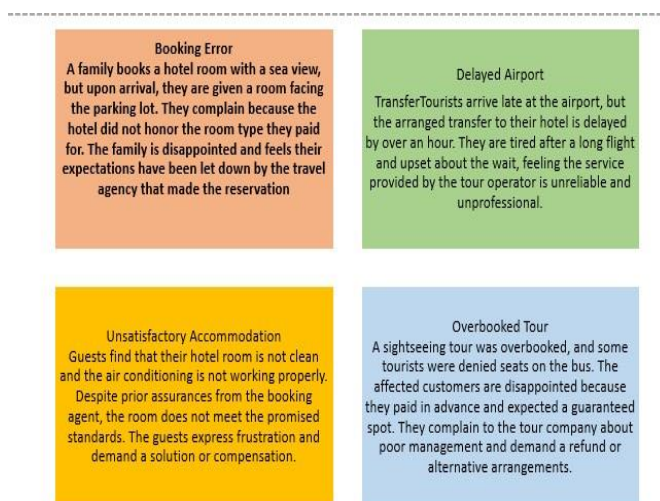 Booking Error
A family books a hotel room with a sea view,
but upon arrival, they are given a room facing
the parking lot. They complain because the
hotel did not honor the room type they paid
for. The family is disappointed and feels their
expectations have been let down by the travel
agency that made the reservation
Delayed Airport
TransferTourists arrive late at the airport, but
the arranged transfer to their hotel is delayed
by over an hour. They are tired after a long flight
and upset about the wait, feeling the service
provided by the tour operator is unreliable and
unprofessional.
Unsatisfactory Accommodation
Guests find that their hotel room is not clean
and the air conditioning is not working properly.
Despite prior assurances from the booking
agent, the room does not meet the promised
standards. The guests express frustration and
demand a solution or compensation.
Overbooked Tour
A sightseeing tour was overbooked, and some
tourists were denied seats on the bus. The
affected customers are disappointed because
they paid in advance and expected a guaranteed
spot. They complain to the tour company about
poor management and demand a refund or
alternative arrangements.